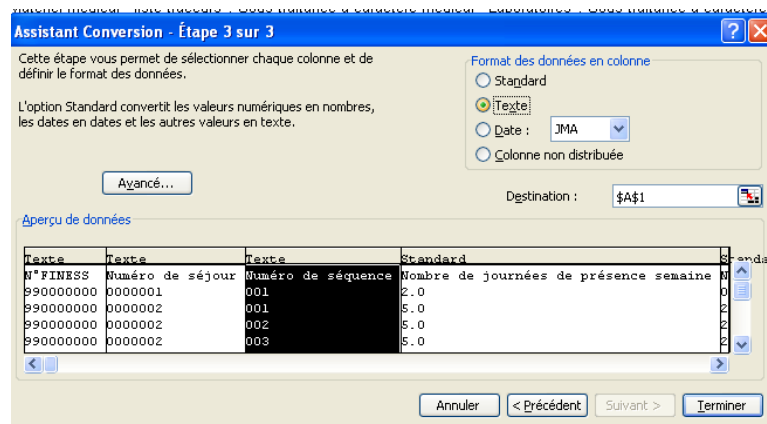 Assistant Conversion - Étape 3 sur 3
Cette étape vous permet de sélectionner chaque colonne et de
définir le format des données.
L'option Standard convertit les valeurs numériques en nombres,
les dates en dates et les autres valeurs en texte.
Avancé...
Format des données en colonne
Standard
Texte
Date : JMA
Colonne non distribuée
Destination : $A$1
Aperçu de données
Texte Texte Texte Standard
N°FINESS Numéro de séjour Numéro de séquence Nombre de journées de présence semaine N
990000000 0000001 001 2.0 0
990000000 0000002 001 5.0 2
990000000 0000002 002 5.0 2
990000000 0000002 003 5.0 2
Annuler < Précédent Suivant > Terminer